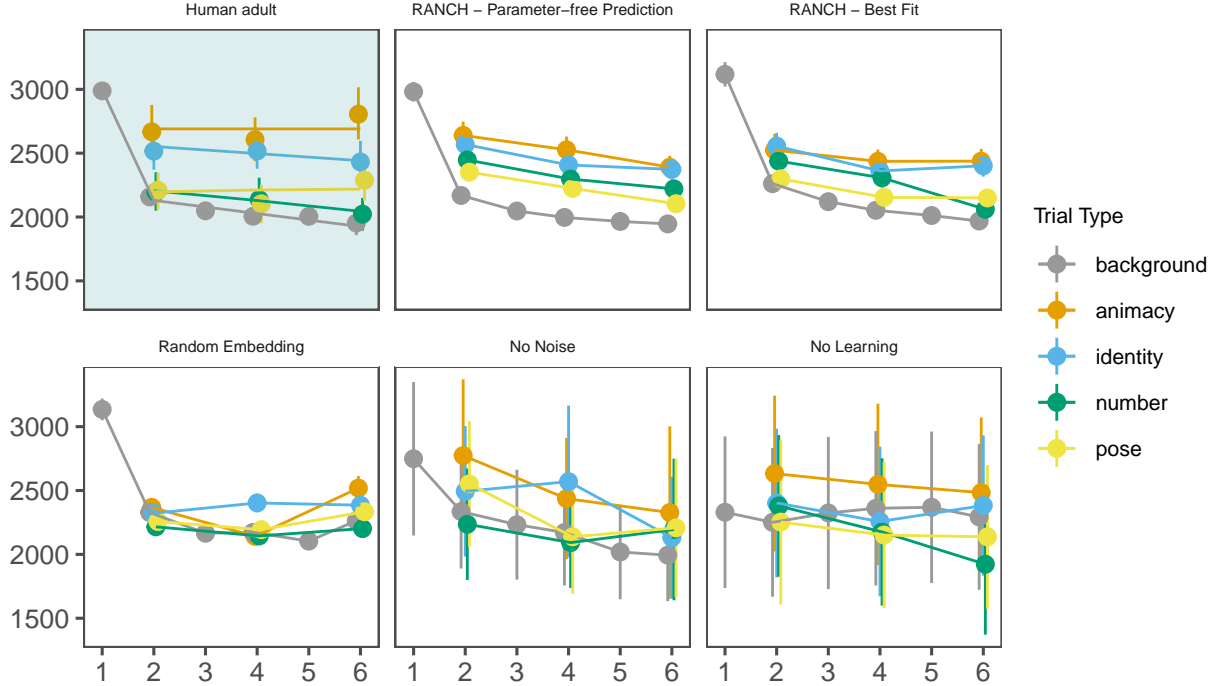 Human adult
RANCH − Parameter−free Prediction
RANCH − Best Fit
3000
2500
2000
1500
Random Embedding
No Noise
No Learning
3000
2500
2000
1500
1 2 3 4 5 6
1 2 3 4 5 6
1 2 3 4 5 6
Trial Type
background
animacy
identity
number
pose